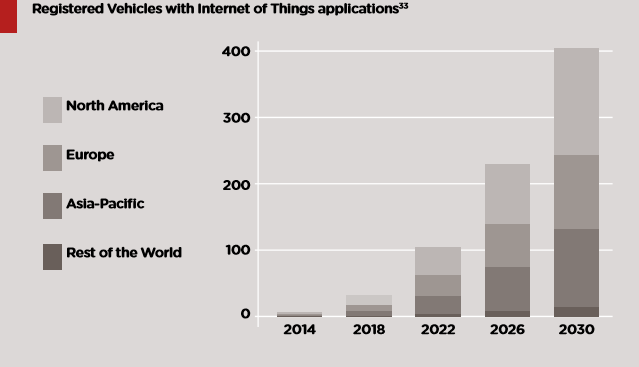 Registered Vehicles with Internet of Things applications³³
North America
Europe
Asia-Pacific
Rest of the World
400
300
200
100
0
2014 2018 2022 2026 2030